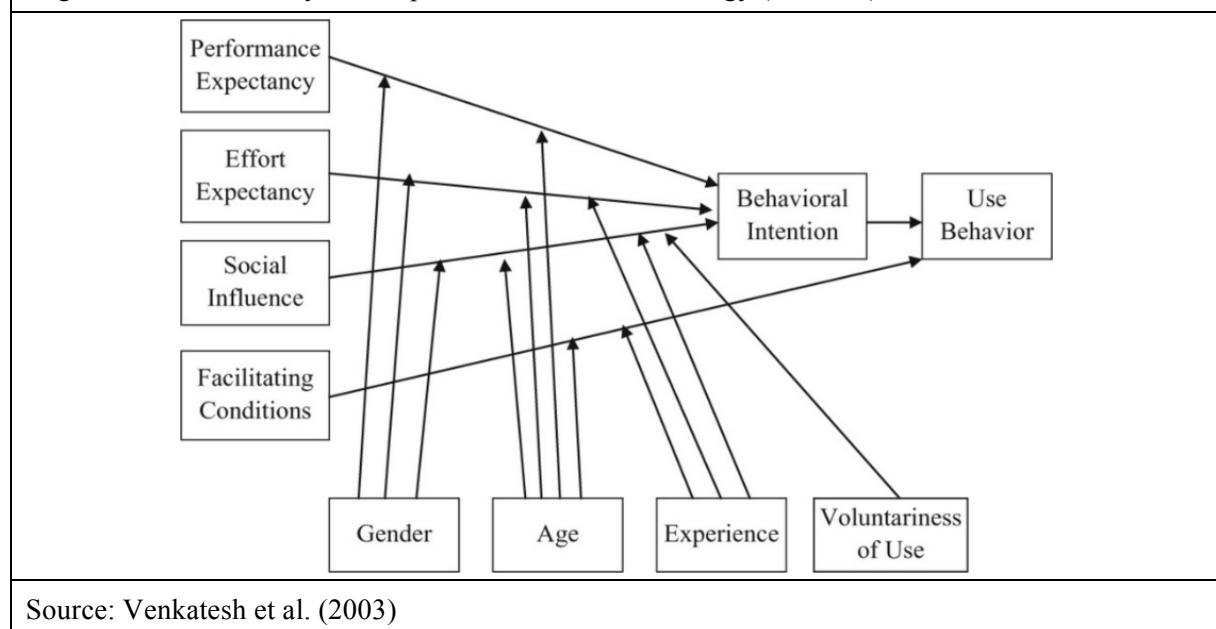 Performance
Expectancy
Effort
Expectancy
Social
Influence
Facilitating
Conditions
Behavioral
Intention
Use
Behavior
Gender
Age
Experience
Voluntariness
of Use
Source: Venkatesh et al. (2003)